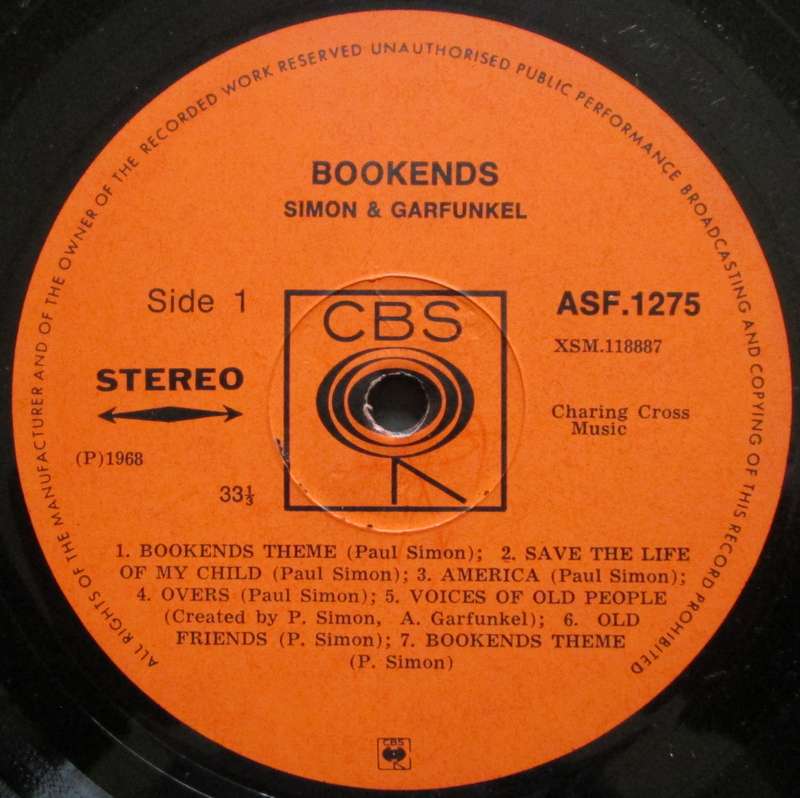 ALL RIGHTS OF THE MANUFACTURER AND OF THE OWNER OF THE RECORDED WORK RESERVED UNAUTHORISED PUBLIC PERFORMANCE BROADCASTING AND COPYING OF THIS RECORD PROHIBITED
BOOKENDS
SIMON & GARFUNKEL
Side 1
CBS
ASF.1275
XSM.118887
STEREO
Charing Cross
Music
(P)1968
33⅓
1. BOOKENDS THEME (Paul Simon); 2. SAVE THE LIFE
OF MY CHILD (Paul Simon); 3. AMERICA (Paul Simon);
4. OVERS (Paul Simon); 5. VOICES OF OLD PEOPLE
(Created by P. Simon, A. Garfunkel); 6. OLD
FRIENDS (P. Simon); 7. BOOKENDS THEME
(P. Simon)
CBS